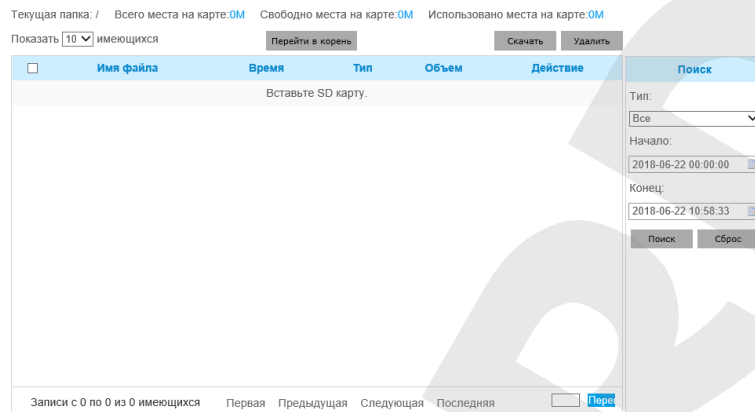 Текущая папка: / Всего места на карте:0M Свободно места на карте:0M Использовано места на карте:0M
Показать 10 имеющихся Перейти в корень Скачать Удалить
Имя файла Время Тип Объем Действие
Вставьте SD карту.
Поиск
Тип:
Все
Начало:
2018-06-22 00:00:00
Конец:
2018-06-22 10:58:33
Поиск Сброс
Записи с 0 по 0 из 0 имеющихся Первая Предыдущая Следующая Последняя